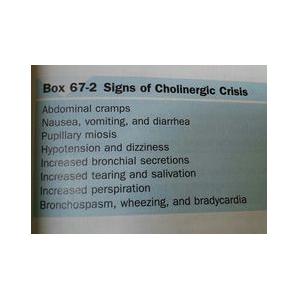 Box 67-2 Signs of Cholinergic Crisis
Abdominal cramps
Nausea, vomiting, and diarrhea
Pupillary miosis
Hypotension and dizziness
Increased bronchial secretions
Increased tearing and salivation
Increased perspiration
Bronchospasm, wheezing, and bradycardia